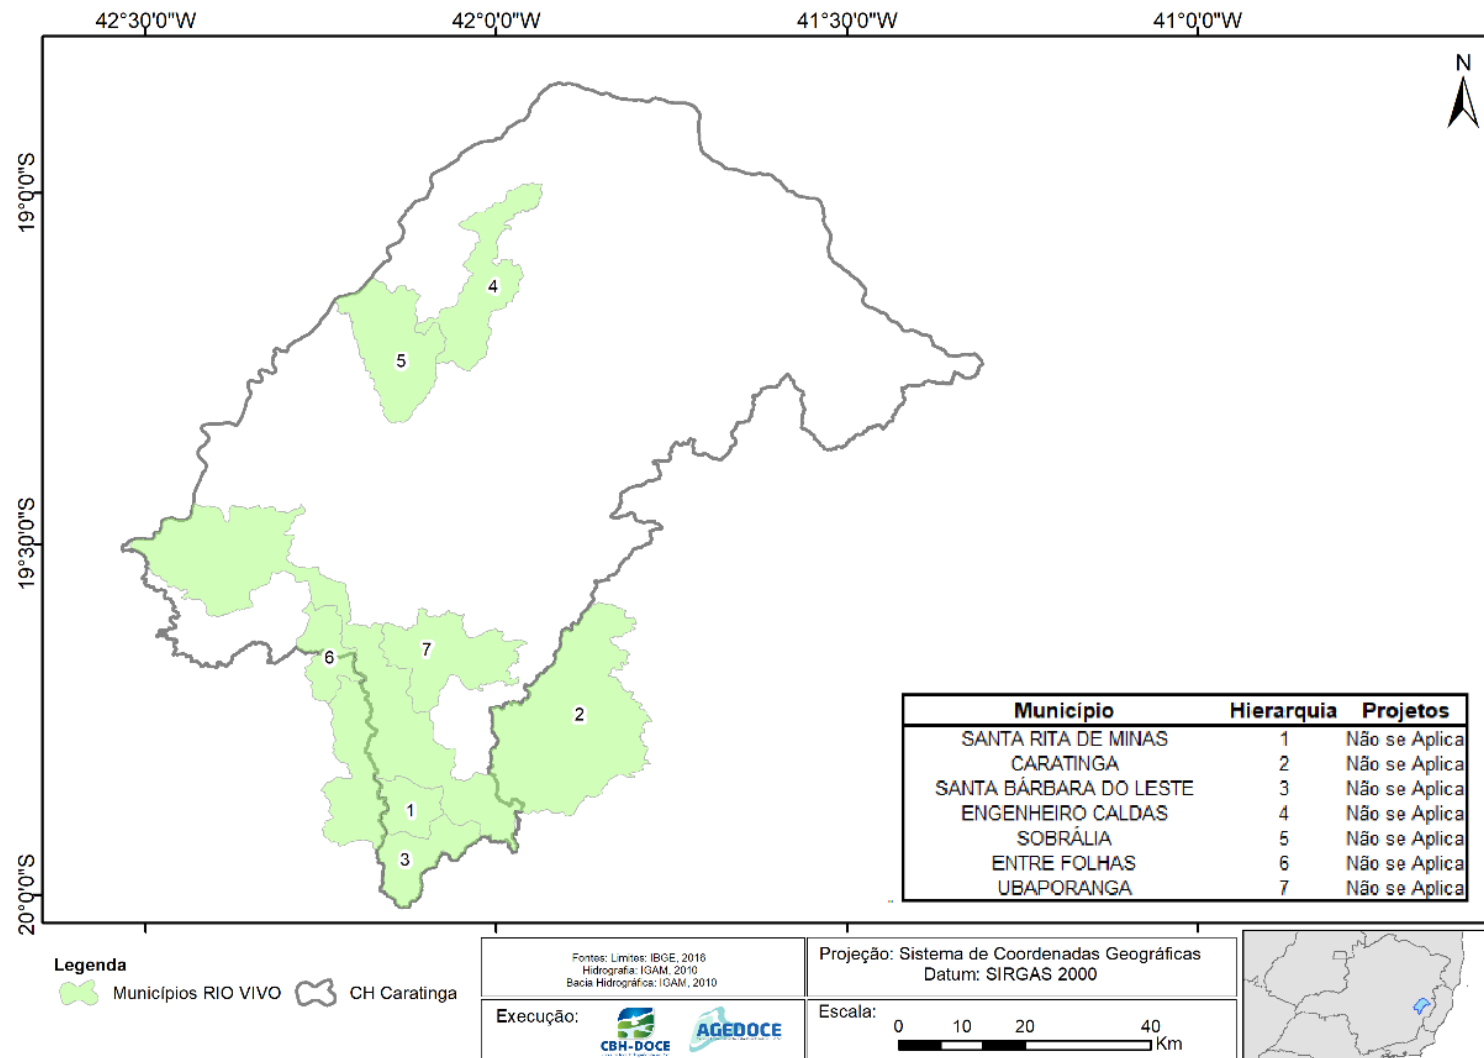 42°30'0"W 42°0'0"W 41°30'0"W 41°0'0"W
N
19°0'0"S
4
5
19°30'0"S
7
6
2
1
3
20°0'0"S
Município Hierarquia Projetos
SANTA RITA DE MINAS 1 Não se Aplica
CARATINGA 2 Não se Aplica
SANTA BÁRBARA DO LESTE 3 Não se Aplica
ENGENHEIRO CALDAS 4 Não se Aplica
SOBRÁLIA 5 Não se Aplica
ENTRE FOLHAS 6 Não se Aplica
UBAPORANGA 7 Não se Aplica
Legenda
Municípios RIO VIVO CH Caratinga
Fontes: Limites: IBGE, 2016
Hidrografia: IGAM, 2010
Bacia Hidrográfica: IGAM, 2010
Projeção: Sistema de Coordenadas Geográficas
Datum: SIRGAS 2000
Execução:
CBH-DOCE
AGEDOCE
Escala:
0 10 20 40
Km